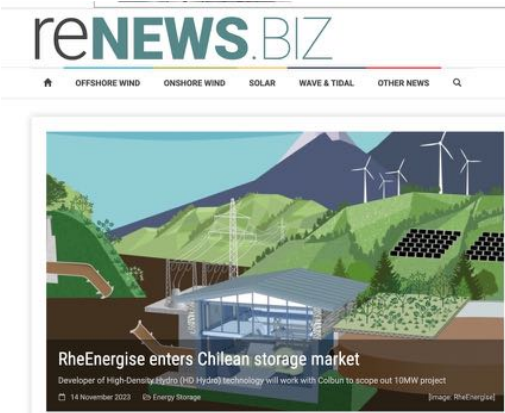 reNEWS.BIZ
OFFSHORE WIND ONSHORE WIND SOLAR WAVE & TIDAL OTHER NEWS
RheEnergise enters Chilean storage market
Developer of High-Density Hydro (HD Hydro) technology will work with Colbun to scope out 10MW project
14 November 2023 Energy Storage [Image: RheEnergise]